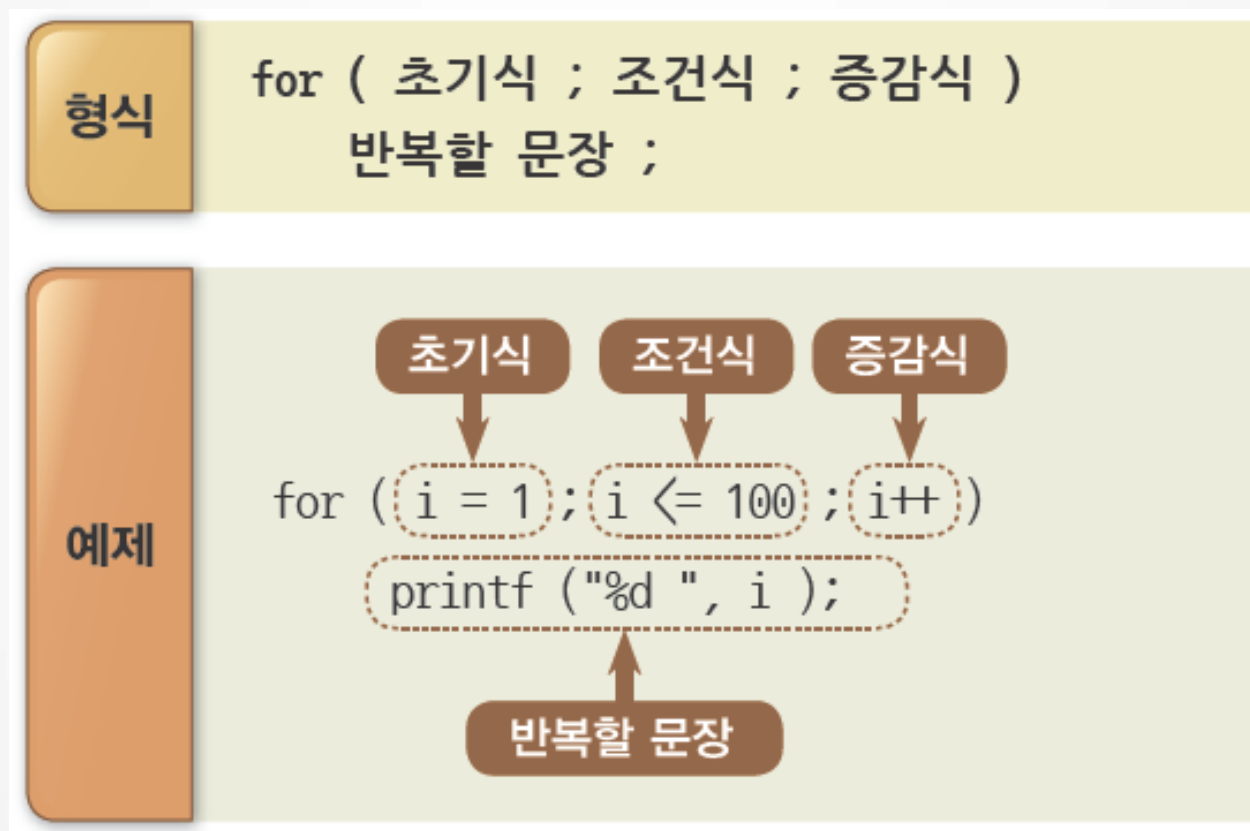 형식
for ( 초기식 ; 조건식 ; 증감식 )
반복할 문장 ;
예제
초기식 조건식 증감식
for ( i = 1 ; i <= 100 ; i++ )
printf ("%d ", i );
반복할 문장